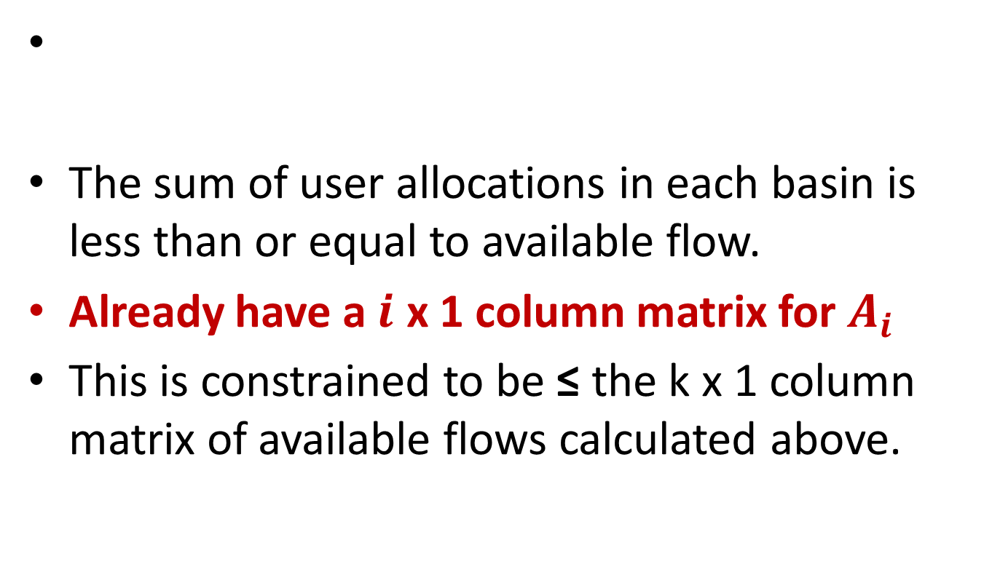 •
• The sum of user allocations in each basin is
less than or equal to available flow.
• Already have a 𝒊 x 1 column matrix for 𝑨ᵢ
• This is constrained to be ≤ the k x 1 column
matrix of available flows calculated above.